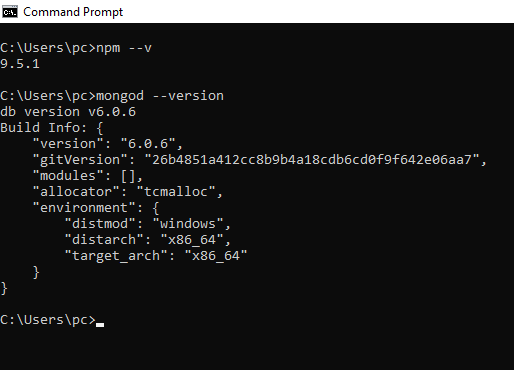 Command Prompt
C:\Users\pc>npm --v
9.5.1
C:\Users\pc>mongod --version
db version v6.0.6
Build Info: {
    "version": "6.0.6",
    "gitVersion": "26b4851a412cc8b9b4a18cdb6cd0f9f642e06aa7",
    "modules": [],
    "allocator": "tcmalloc",
    "environment": {
        "distmod": "windows",
        "distarch": "x86_64",
        "target_arch": "x86_64"
    }
}
C:\Users\pc>